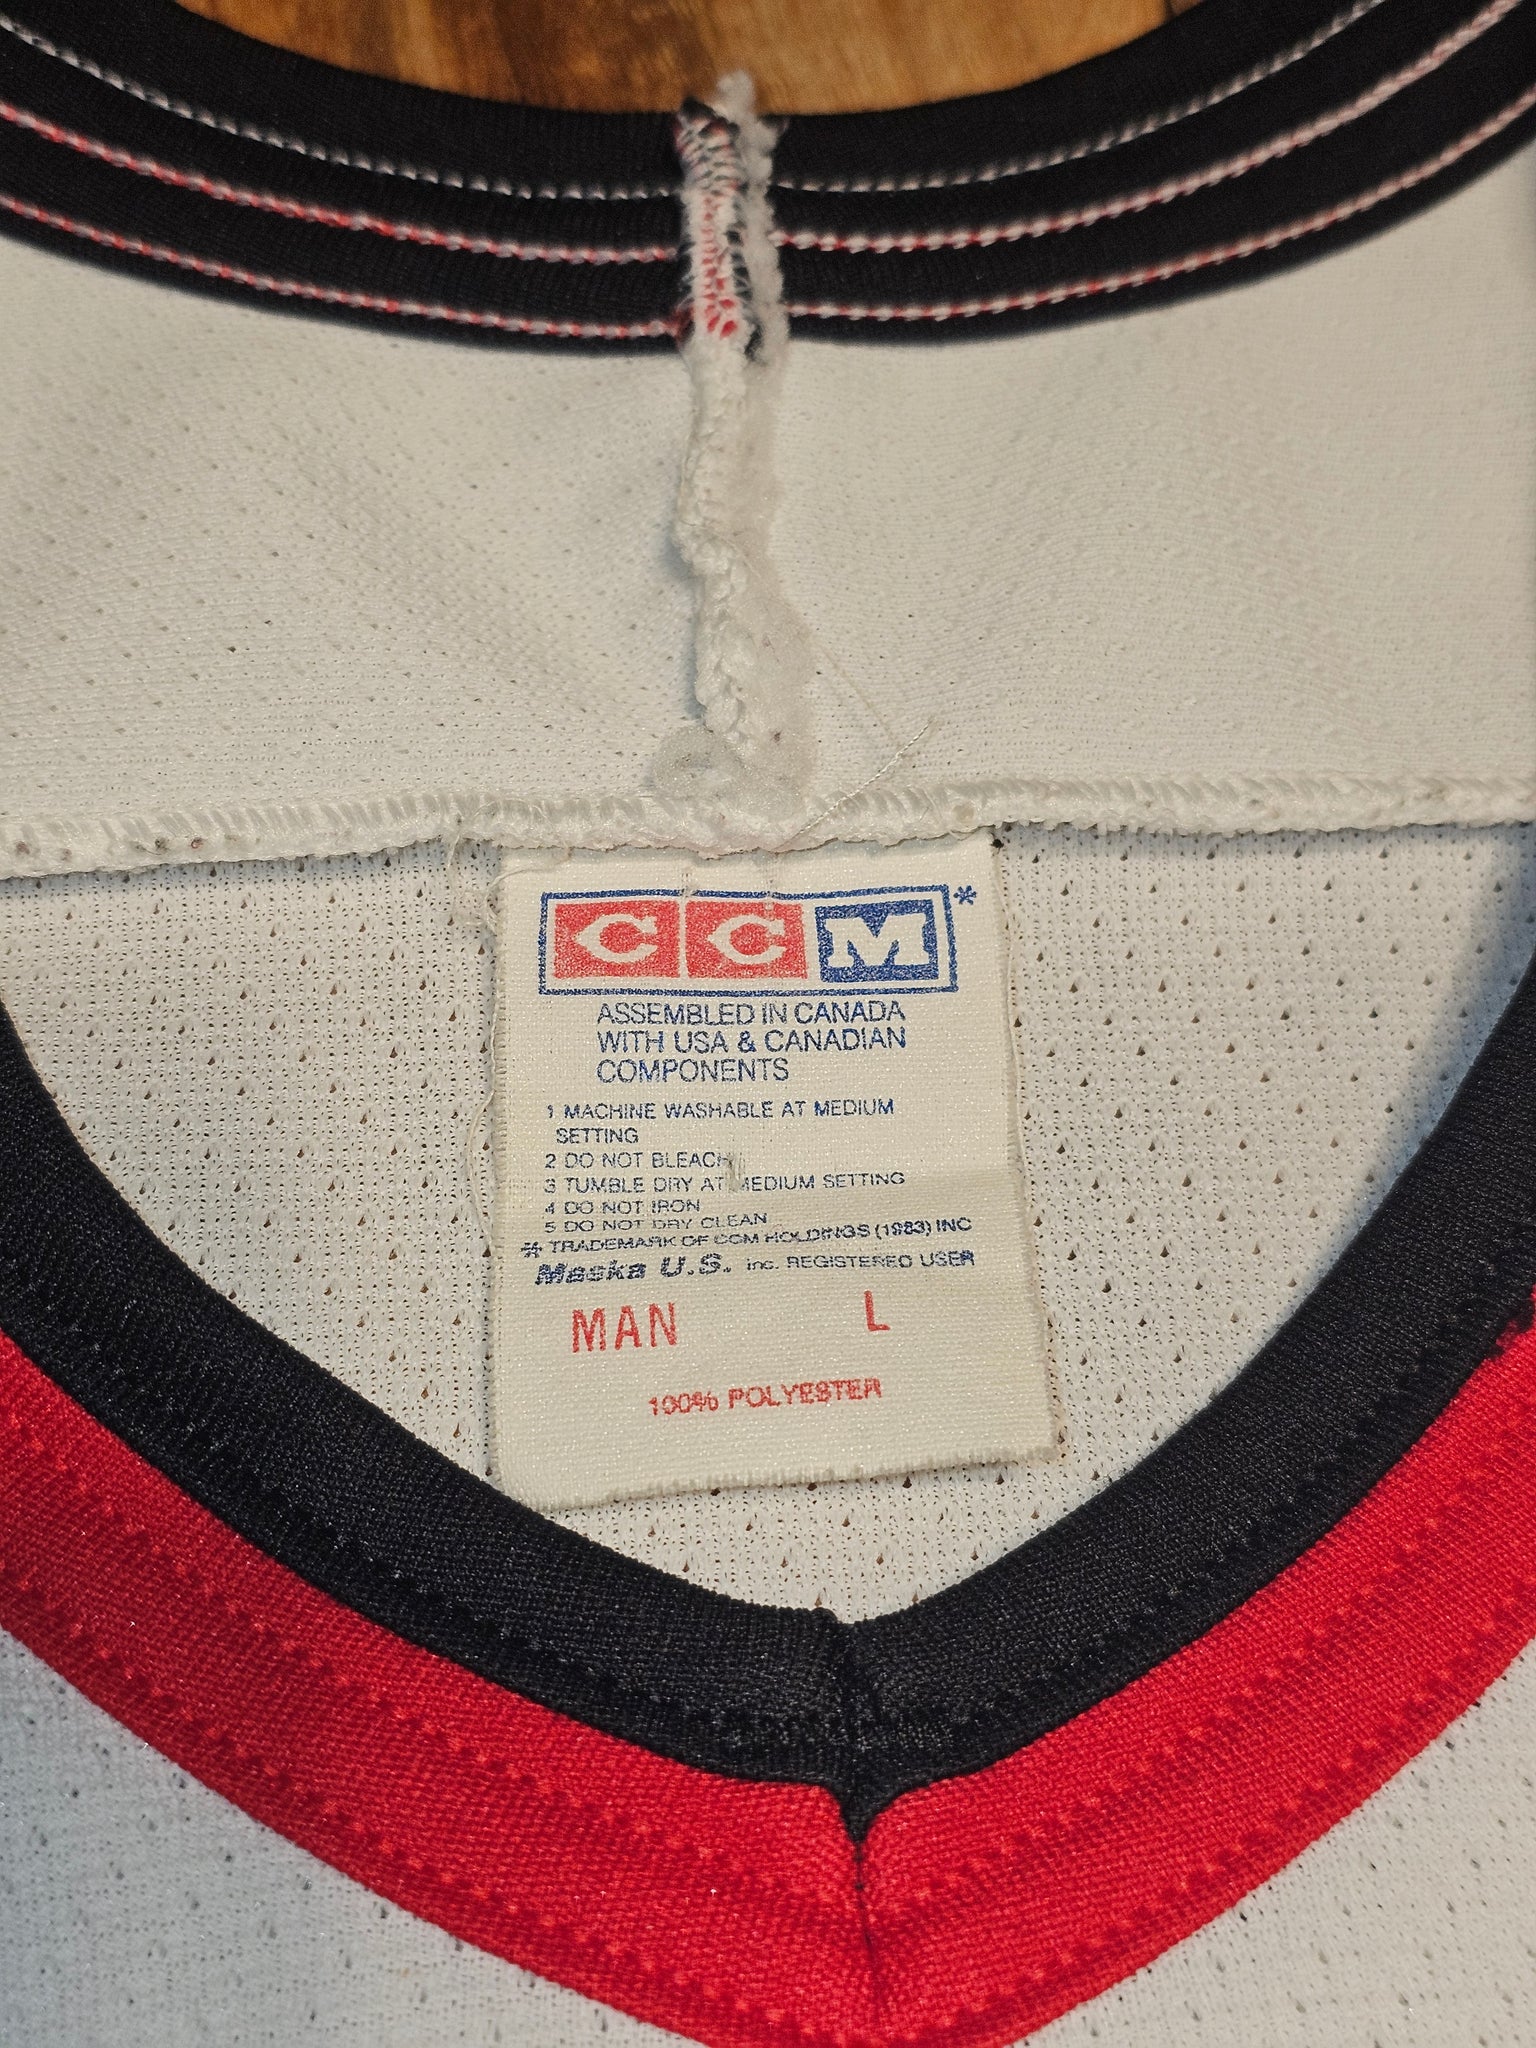 CCM*
ASSEMBLED IN CANADA
WITH USA & CANADIAN
COMPONENTS
1 MACHINE WASHABLE AT MEDIUM
SETTING
2 DO NOT BLEACH
3 TUMBLE DRY AT MEDIUM SETTING
4 DO NOT IRON
5 DO NOT DRY CLEAN
* TRADEMARK OF CCM HOLDINGS (1983) INC
Maska U.S. inc. REGISTERED USER
MAN L
100% POLYESTER